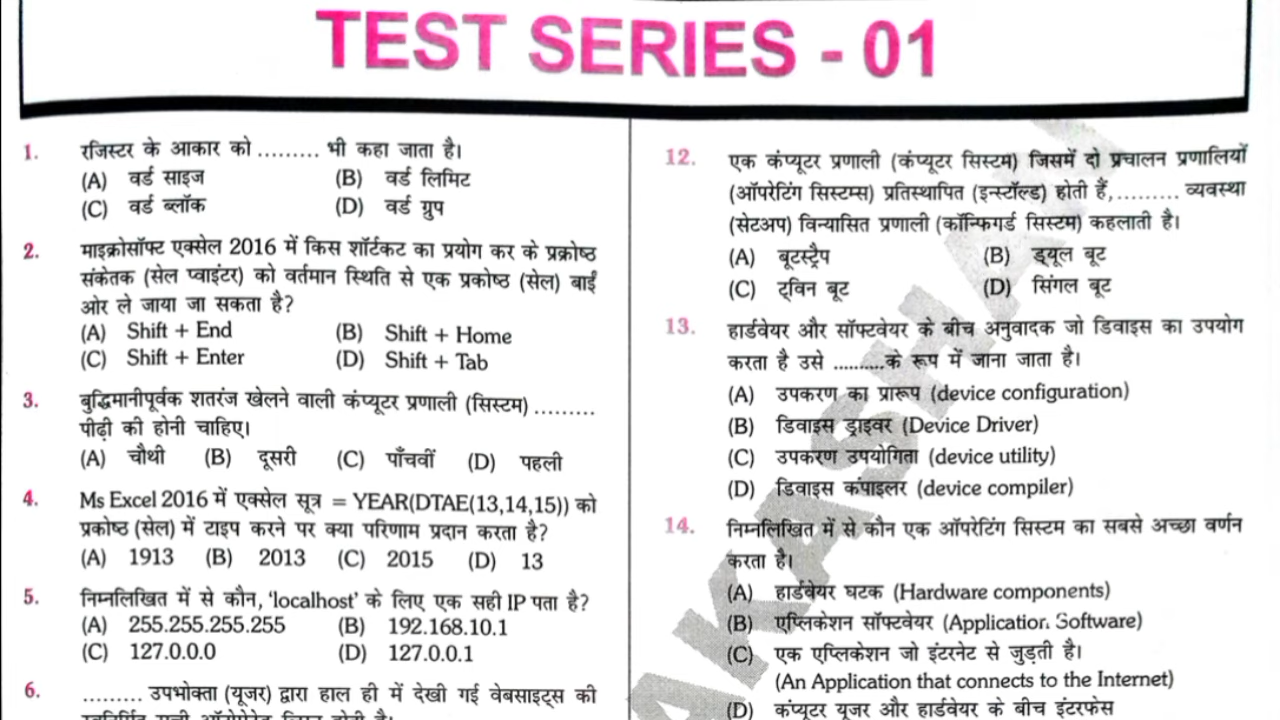 TEST SERIES - 01
1. रजिस्टर के आकार को ......... भी कहा जाता है।
(A) वर्ड साइज (B) वर्ड लिमिट
(C) वर्ड ब्लॉक (D) वर्ड ग्रुप
2. माइक्रोसॉफ्ट एक्सेल 2016 में किस शॉर्टकट का प्रयोग कर के प्रक्रोष्ठ
संकेतक (सेल प्वाइंटर) को वर्तमान स्थिति से एक प्रकोष्ठ (सेल) बाईं
ओर ले जाया जा सकता है?
(A) Shift + End (B) Shift + Home
(C) Shift + Enter (D) Shift + Tab
3. बुद्धिमानीपूर्वक शतरंज खेलने वाली कंप्यूटर प्रणाली (सिस्टम) .........
पीढ़ी की होनी चाहिए।
(A) चौथी (B) दूसरी (C) पाँचवीं (D) पहली
4. Ms Excel 2016 में एक्सेल सूत्र = YEAR(DTAE(13,14,15)) को
प्रकोष्ठ (सेल) में टाइप करने पर क्या परिणाम प्रदान करता है?
(A) 1913 (B) 2013 (C) 2015 (D) 13
5. निम्नलिखित में से कौन, 'localhost' के लिए एक सही IP पता है?
(A) 255.255.255.255 (B) 192.168.10.1
(C) 127.0.0.0 (D) 127.0.0.1
6. ......... उपभोक्ता (यूजर) द्वारा हाल ही में देखी गई वेबसाइट्स की
12. एक कंप्यूटर प्रणाली (कंप्यूटर सिस्टम) जिसमें दो प्रचालन प्रणालियाँ
(ऑपरेटिंग सिस्टम्स) प्रतिस्थापित (इन्स्टॉल्ड) होती हैं,......... व्यवस्था
(सेटअप) विन्यासित प्रणाली (कॉन्फिगर्ड सिस्टम) कहलाती है।
(A) बूटस्ट्रैप (B) ड्यूल बूट
(C) ट्विन बूट (D) सिंगल बूट
13. हार्डवेयर और सॉफ्टवेयर के बीच अनुवादक जो डिवाइस का उपयोग
करता है उसे ..........के रूप में जाना जाता है।
(A) उपकरण का प्रारूप (device configuration)
(B) डिवाइस ड्राइवर (Device Driver)
(C) उपकरण उपयोगिता (device utility)
(D) डिवाइस कंपाइलर (device compiler)
14. निम्नलिखित में से कौन एक ऑपरेटिंग सिस्टम का सबसे अच्छा वर्णन
करता है।
(A) हार्डवेयर घटक (Hardware components)
(B) एप्लिकेशन सॉफ्टवेयर (Application Software)
(C) एक एप्लिकेशन जो इंटरनेट से जुड़ती है।
(An Application that connects to the Internet)
(D) कंप्यूटर यूजर और हार्डवेयर के बीच इंटरफेस